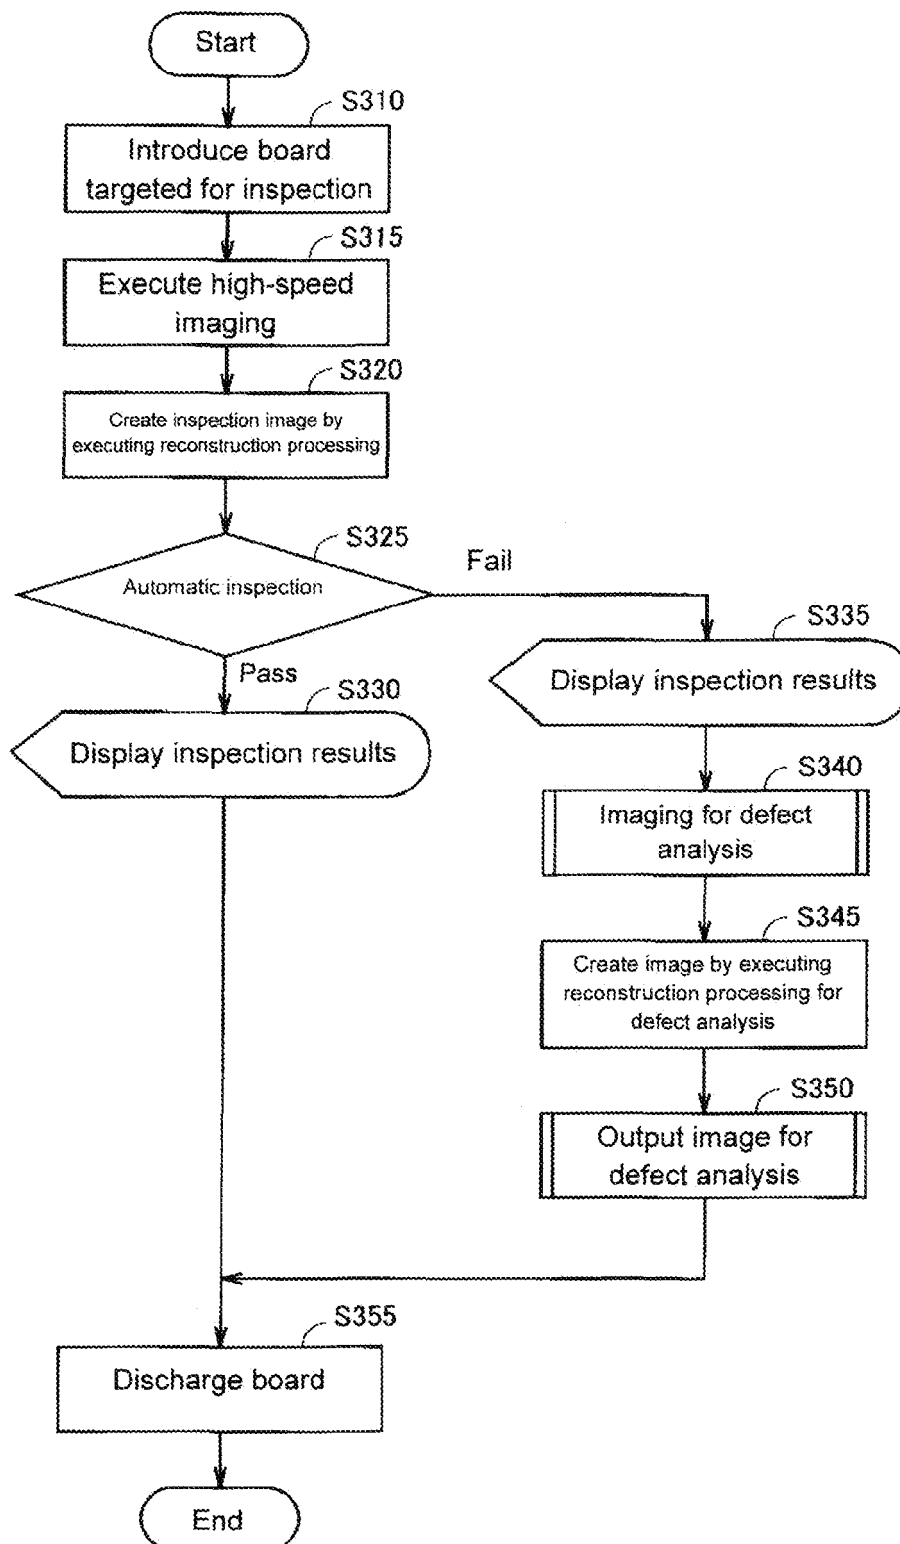 Start
S310
Introduce board
targeted for inspection
S315
Execute high-speed
imaging
S320
Create inspection image by
executing reconstruction processing
S325
Automatic inspection
Fail
Pass
S335
Display inspection results
S330
Display inspection results
S340
Imaging for defect
analysis
S345
Create image by executing
reconstruction processing for
defect analysis
S350
Output image for
defect analysis
S355
Discharge board
End